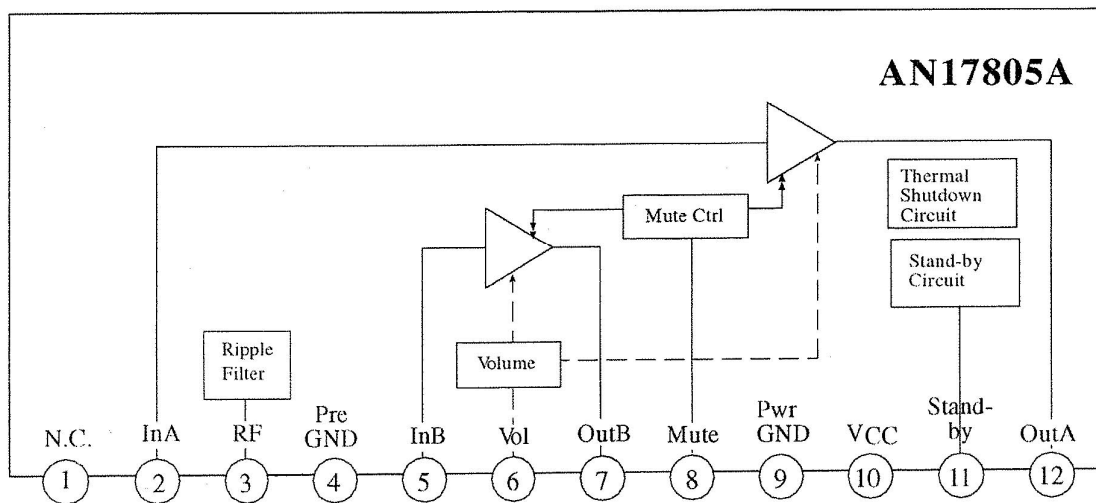 AN17805A
Thermal
Shutdown
Circuit
Mute Ctrl
Stand-by
Circuit
Ripple
Filter
Volume
N.C.
InA
RF
Pre
GND
InB
Vol
OutB
Mute
Pwr
GND
VCC
Stand-
by
OutA
1
2
3
4
5
6
7
8
9
10
11
12